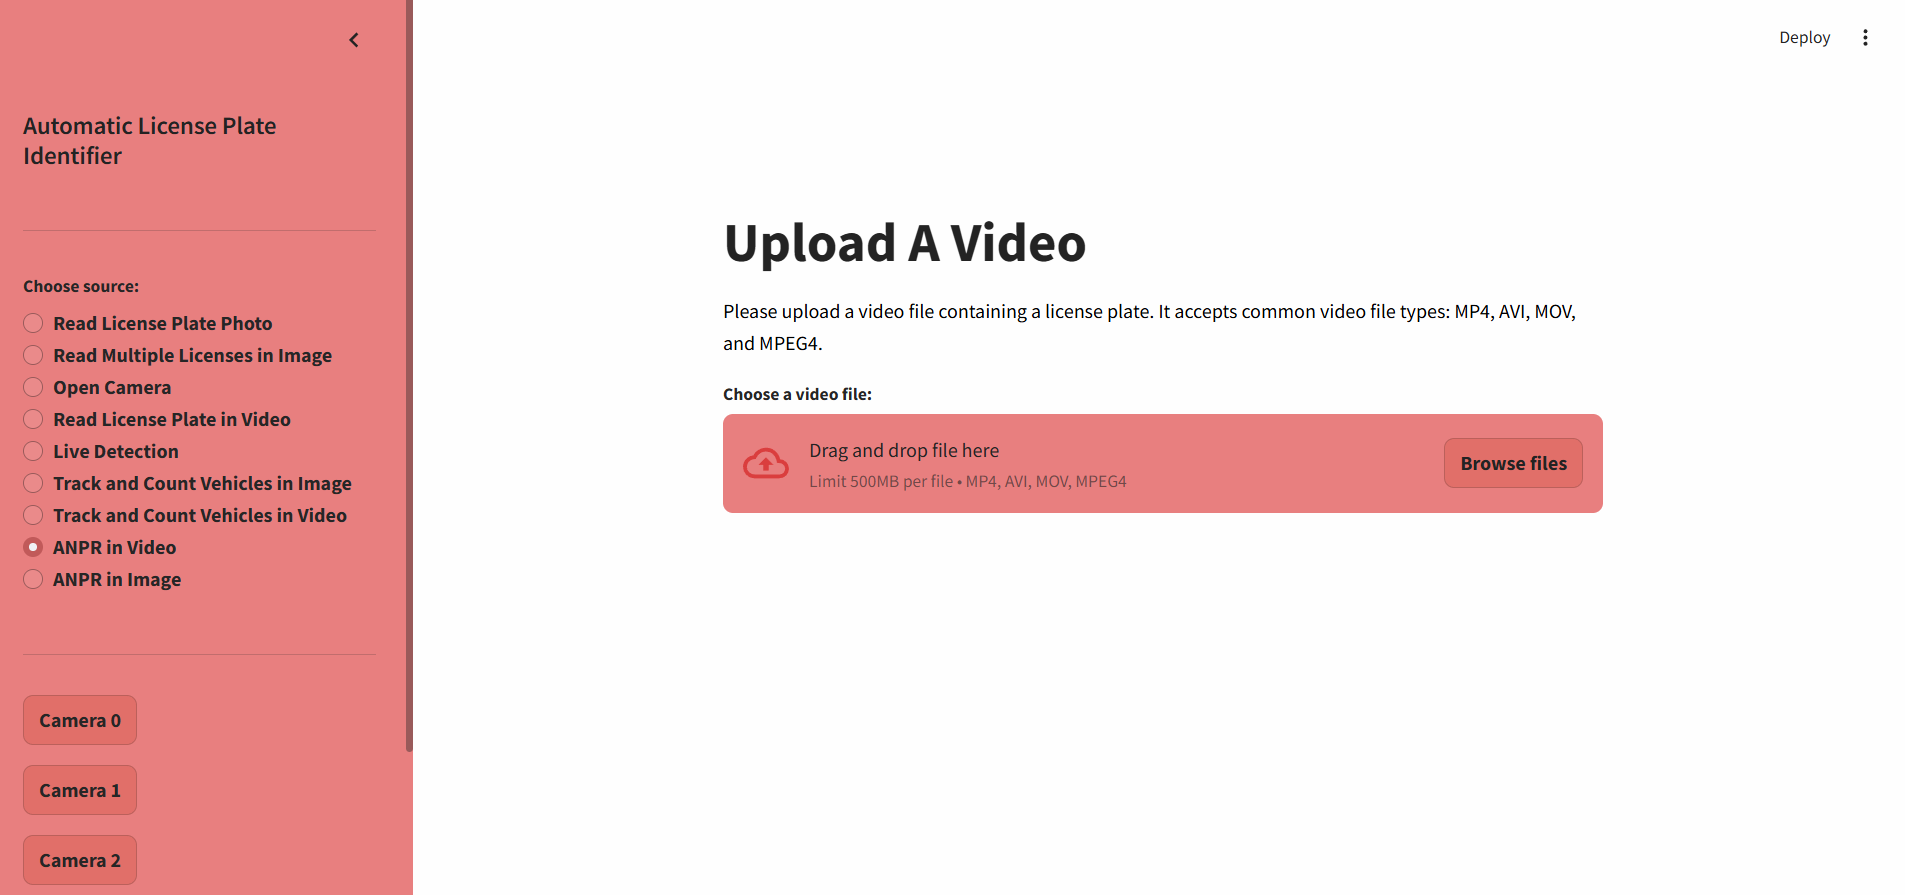 Deploy
Automatic License Plate
Identifier
Choose source:
Read License Plate Photo
Read Multiple Licenses in Image
Open Camera
Read License Plate in Video
Live Detection
Track and Count Vehicles in Image
Track and Count Vehicles in Video
ANPR in Video
ANPR in Image
Camera 0
Camera 1
Camera 2
Upload A Video
Please upload a video file containing a license plate. It accepts common video file types: MP4, AVI, MOV,
and MPEG4.
Choose a video file:
Drag and drop file here
Limit 500MB per file • MP4, AVI, MOV, MPEG4
Browse files